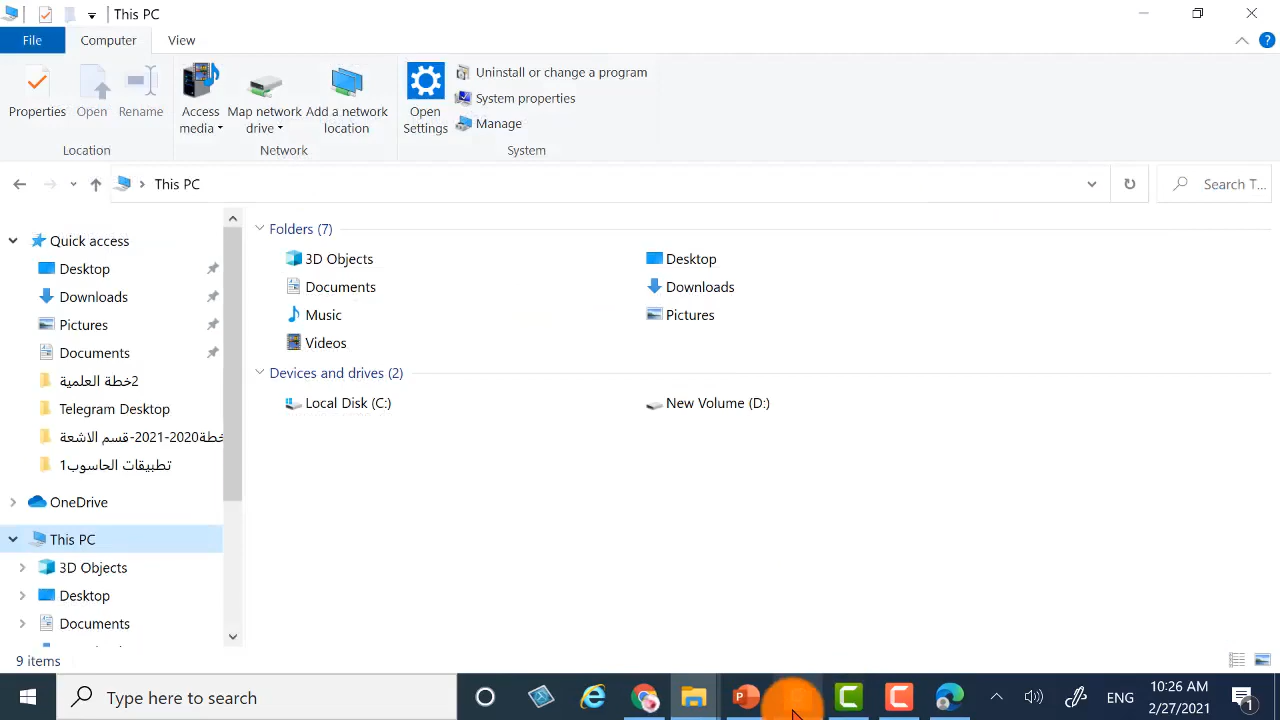 This PC
File
Computer
View
Properties
Open
Rename
Access media
Map network drive
Add a network location
Open Settings
Uninstall or change a program
System properties
Manage
Location
Network
System
This PC
Search T...
Quick access
Desktop
Downloads
Pictures
Documents
خطة العلمية2
Telegram Desktop
خطة2020-2021-قسم الاشعة
تطبيقات الحاسوب1
OneDrive
This PC
3D Objects
Desktop
Documents
Folders (7)
3D Objects
Desktop
Documents
Downloads
Music
Pictures
Videos
Devices and drives (2)
Local Disk (C:)
New Volume (D:)
9 items
Type here to search
ENG
10:26 AM
2/27/2021
1